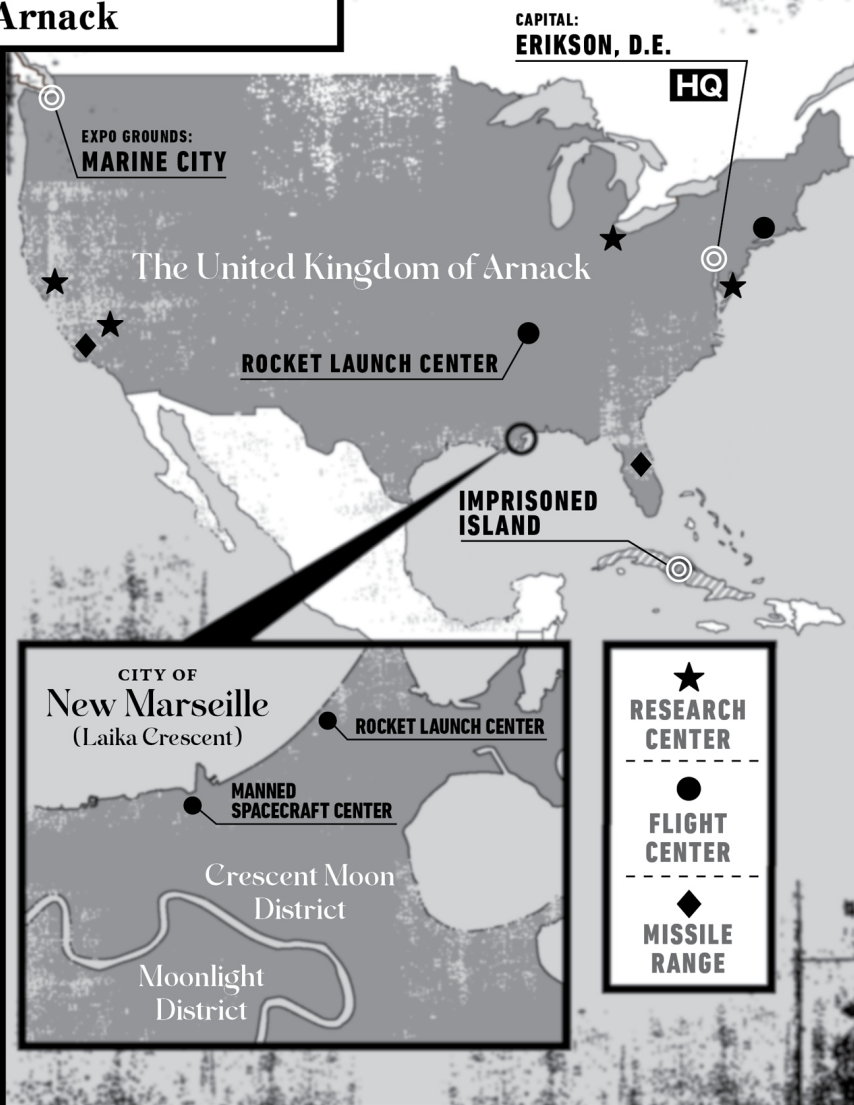 Arnack
CAPITAL:
ERIKSON, D.E.
HQ
EXPO GROUNDS:
MARINE CITY
The United Kingdom of Arnack
ROCKET LAUNCH CENTER
IMPRISONED
ISLAND
CITY OF
New Marseille
(Laika Crescent)
ROCKET LAUNCH CENTER
MANNED
SPACECRAFT CENTER
Crescent Moon
District
Moonlight
District
RESEARCH
CENTER
FLIGHT
CENTER
MISSILE
RANGE